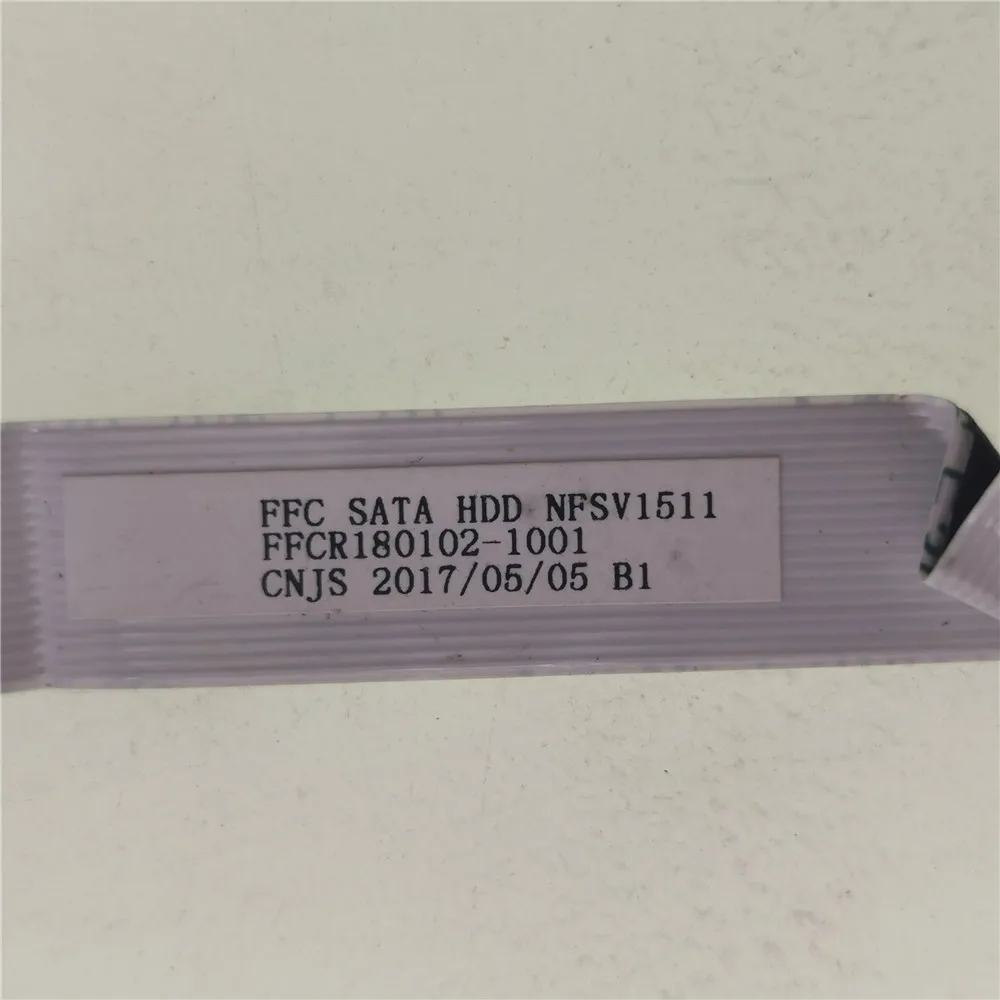 FFC SATA HDD NFSV1511
FFCR180102-1001
CNJS 2017/05/05 B1